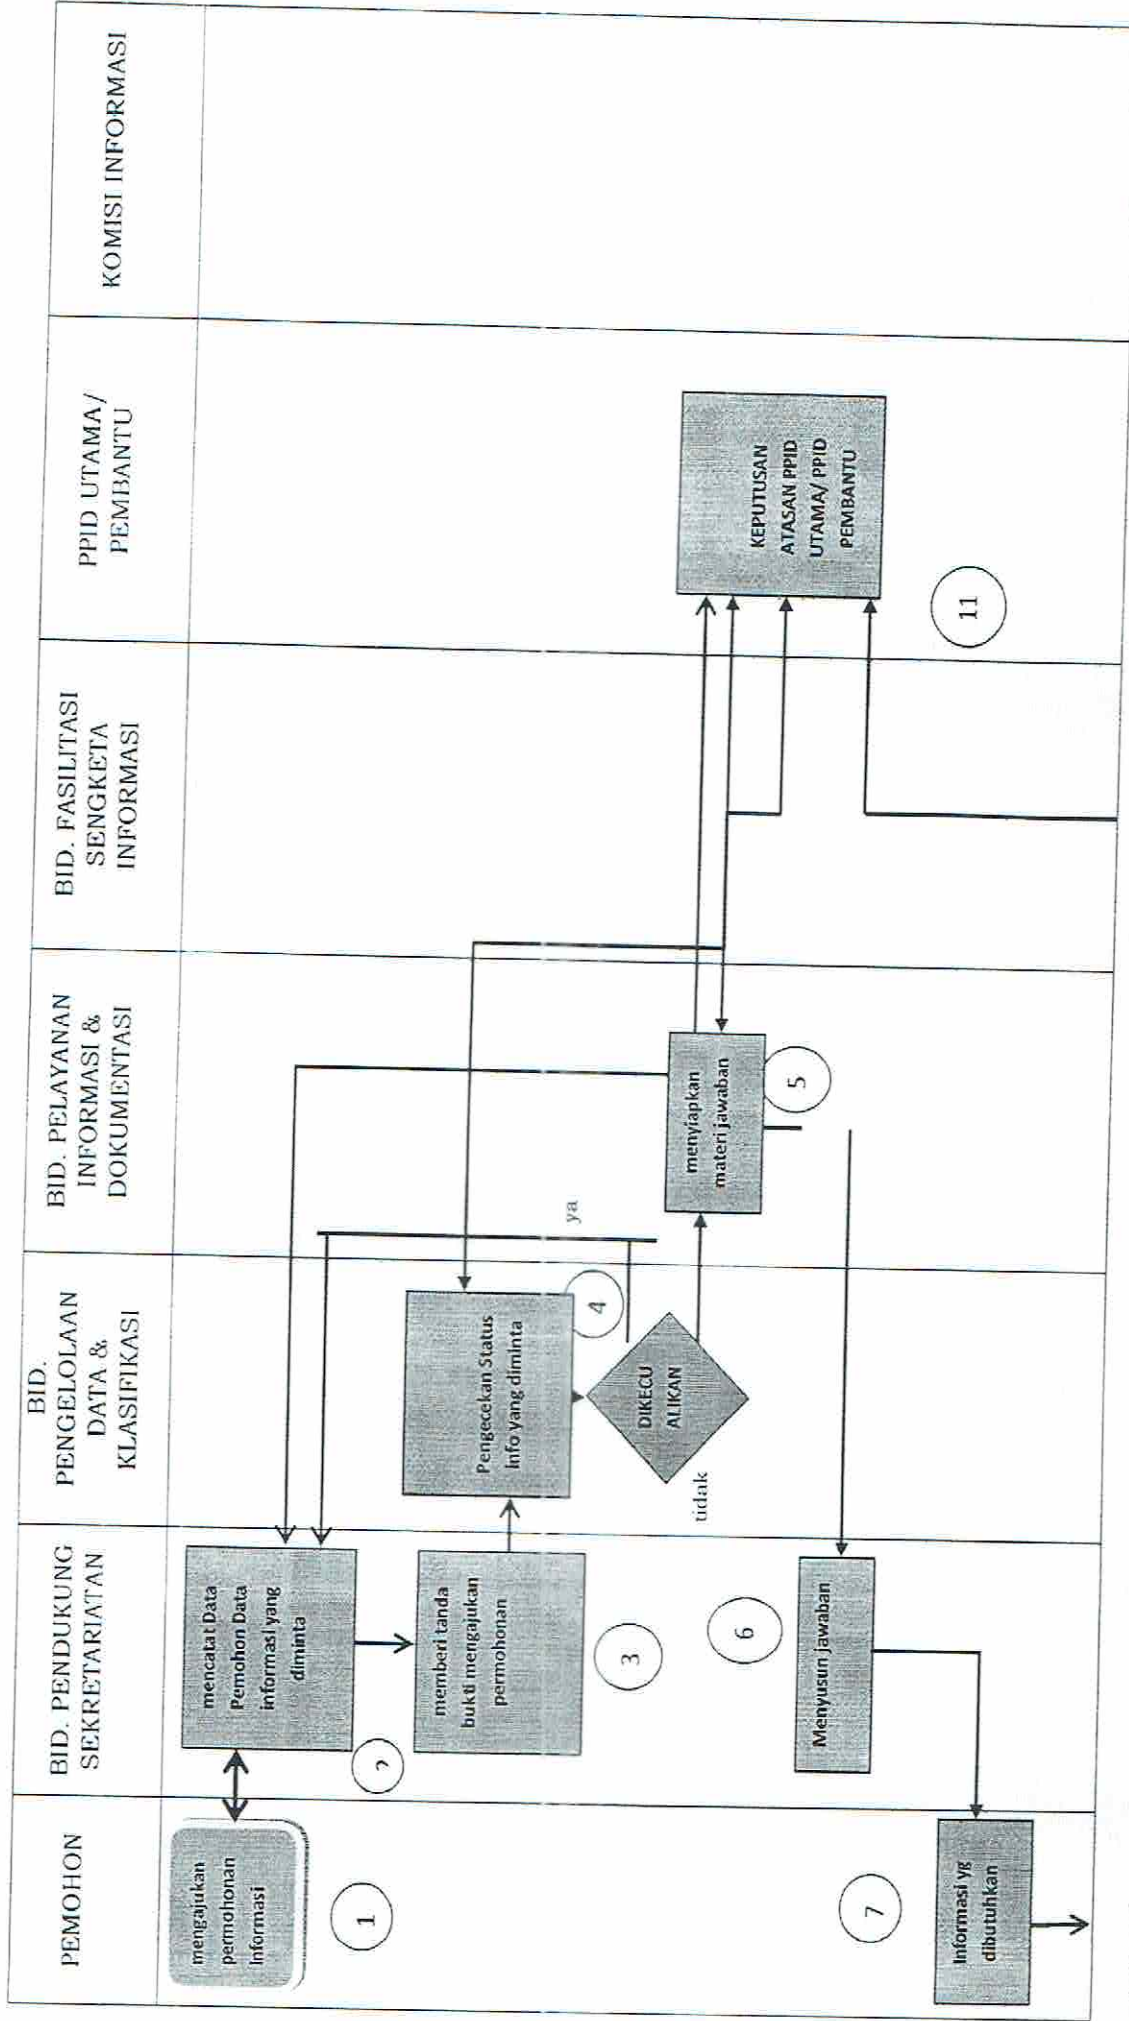 PEMOHON
BID. PENDUKUNG
SEKRETARIATAN
BID.
PENGELOLAAN
DATA &
KLASIFIKASI
BID. PELAYANAN
INFORMASI &
DOKUMENTASI
BID. FASILITASI
SENGKETA
INFORMASI
PPID UTAMA/
PEMBANTU
KOMISI INFORMASI
mengajukan
permohonan
Informasi
1
mencatat Data
Pemohon Data
informasi yang
diminta
2
memberi tanda
bukti mengajukan
permohonan
3
Pengecekan Status
Info yang diminta
4
DIKECU
ALIKAN
ya
tidak
menyiapkan
materi jawaban
5
KEPUTUSAN
ATASAN PPID
UTAMA/ PPID
PEMBANTU
11
6
Menyusun jawaban
7
Informasi yg
dibutuhkan